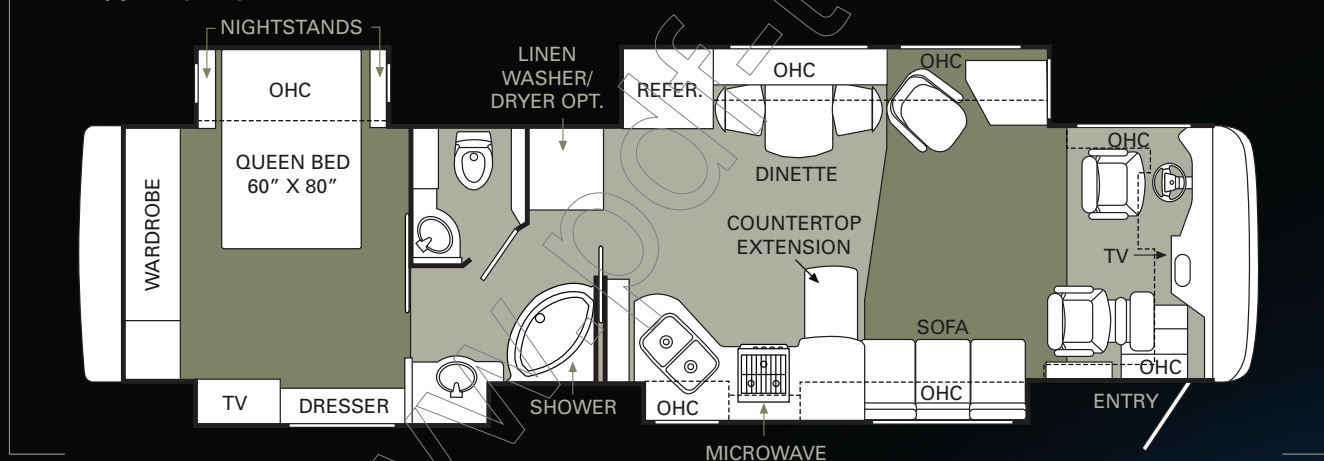 NIGHTSTANDS
LINEN
WASHER/
DRYER OPT.
OHC
REFER.
OHC
OHC
QUEEN BED
60” X 80”
WARDROBE
DINETTE
OHC
COUNTERTOP
EXTENSION
TV
SOFA
TV
DRESSER
SHOWER
OHC
MICROWAVE
OHC
OHC
ENTRY